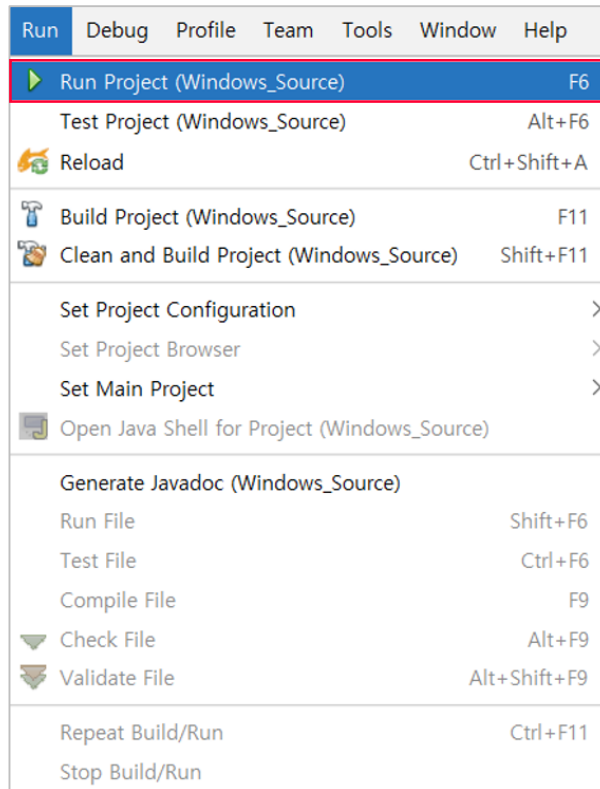 Run Debug Profile Team Tools Window Help
Run Project (Windows_Source) F6
Test Project (Windows_Source) Alt+F6
Reload Ctrl+Shift+A
Build Project (Windows_Source) F11
Clean and Build Project (Windows_Source) Shift+F11
Set Project Configuration
Set Project Browser
Set Main Project
Open Java Shell for Project (Windows_Source)
Generate Javadoc (Windows_Source)
Run File Shift+F6
Test File Ctrl+F6
Compile File F9
Check File Alt+F9
Validate File Alt+Shift+F9
Repeat Build/Run Ctrl+F11
Stop Build/Run